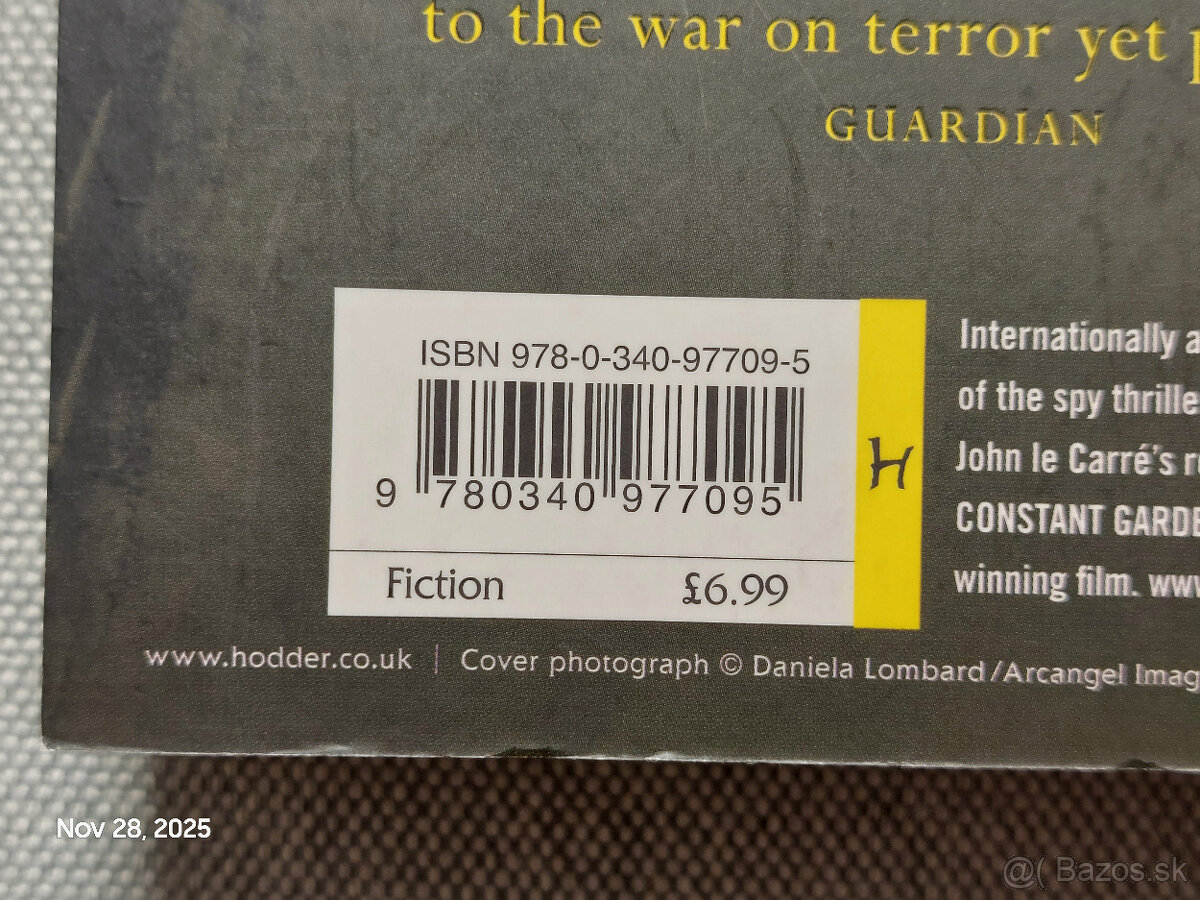 to the war on terror yet
GUARDIAN
ISBN 978-0-340-97709-5
9 780340 977095
Fiction £6.99
H
Internationally a
of the spy thrille
John le Carré's r
CONSTANT GARDE
winning film. www
www.hodder.co.uk | Cover photograph © Daniela Lombard/Arcangel Imag
Nov 28, 2025
@( Bazos.sk